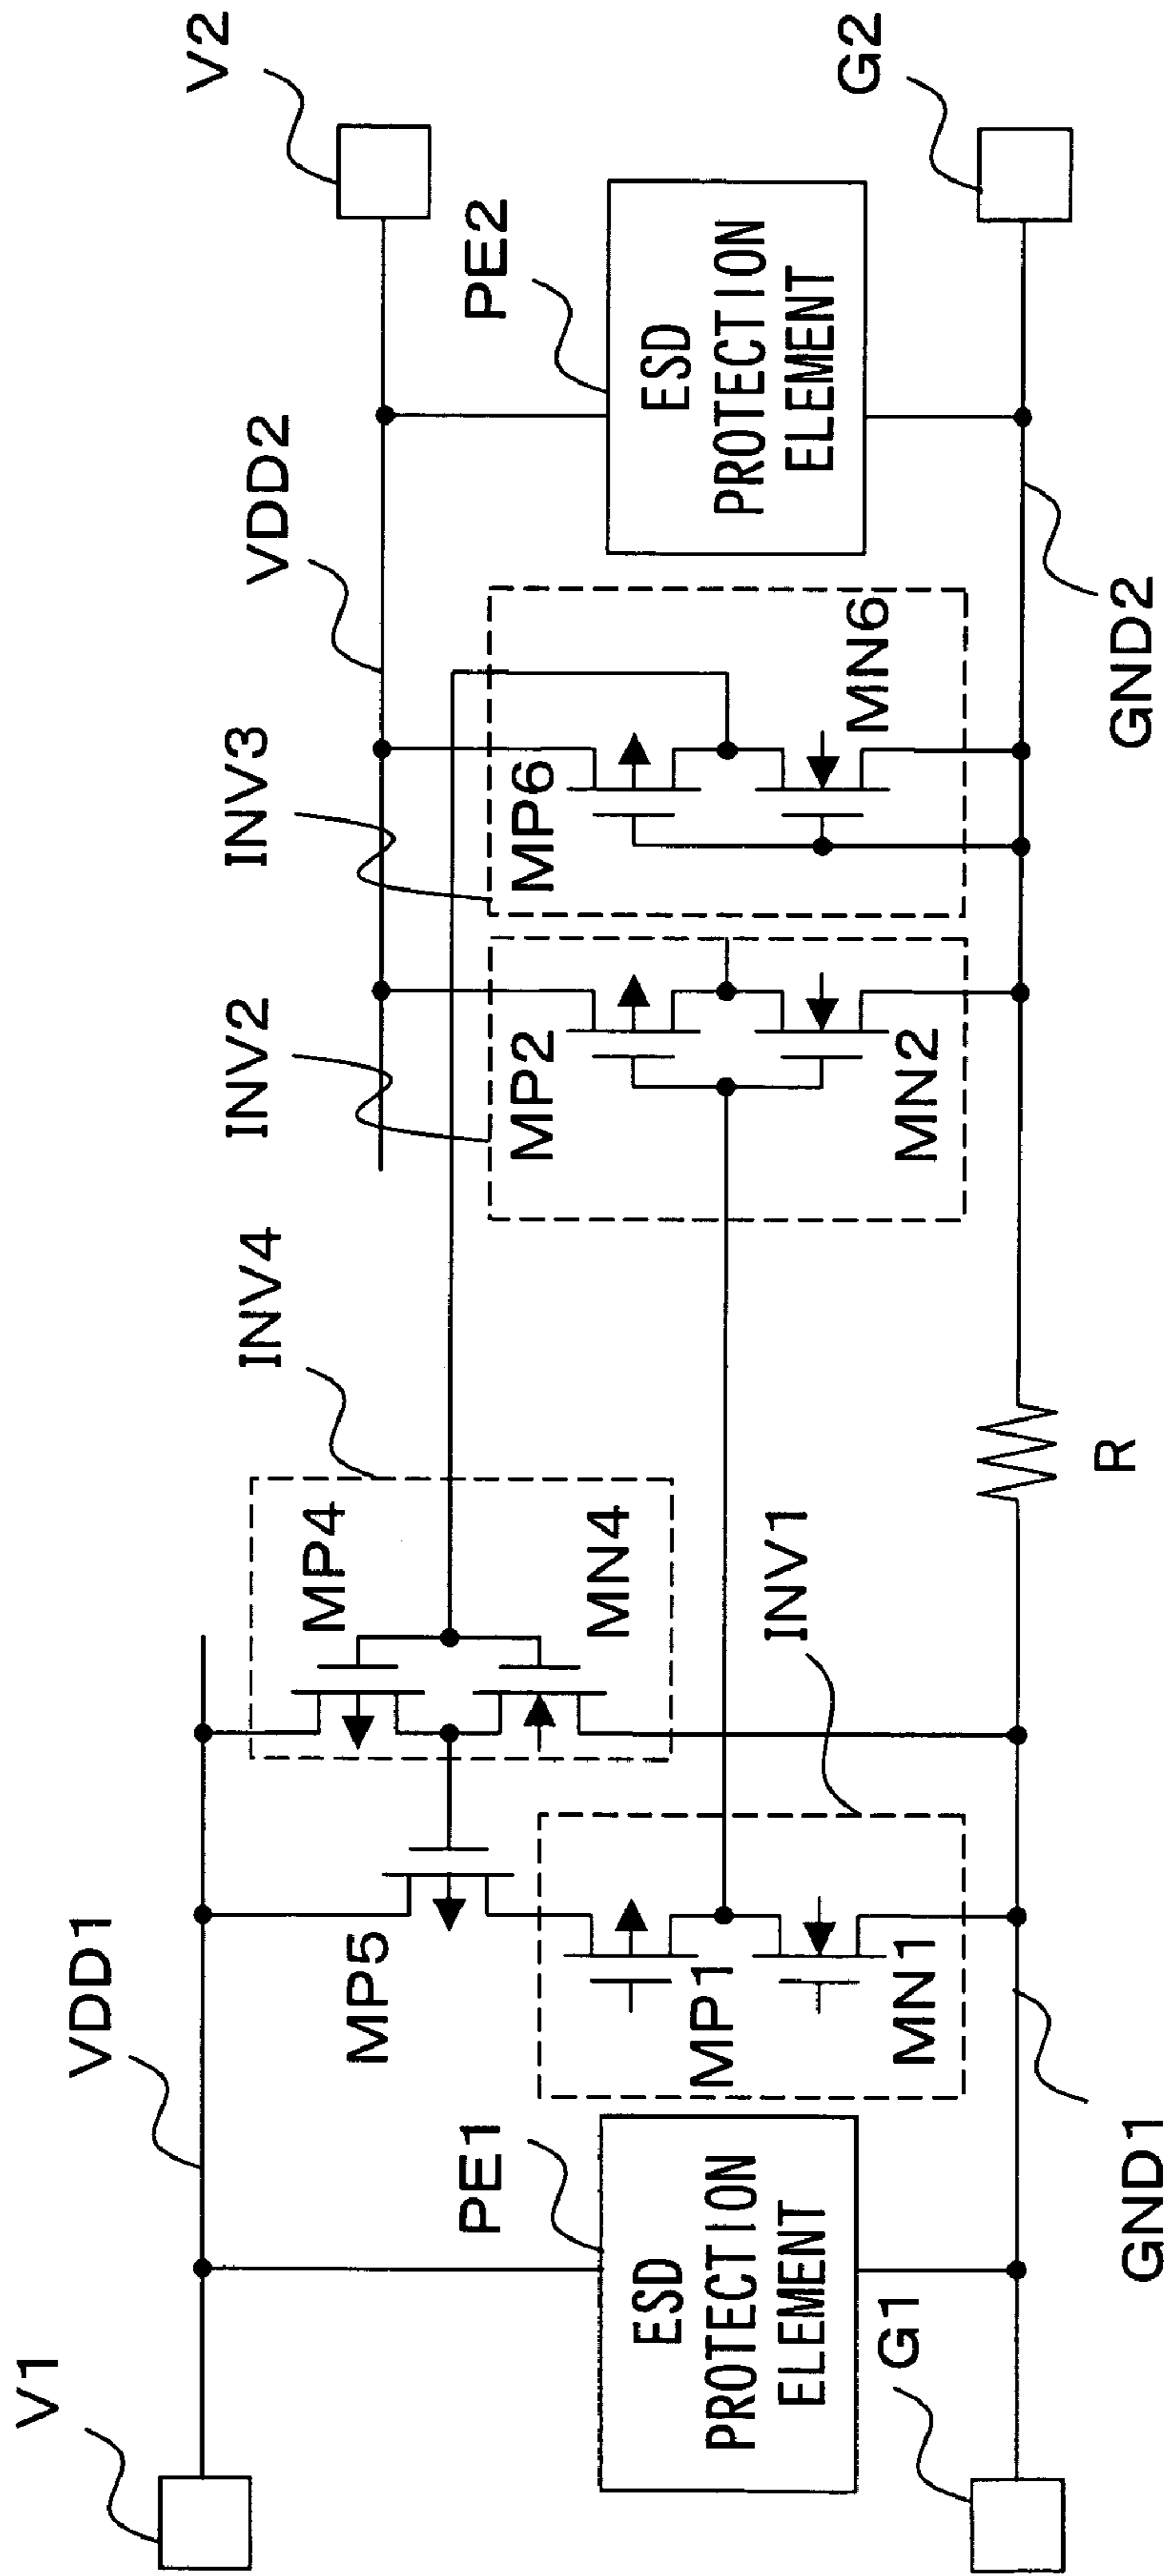 V1
VDD1
PE1
ESD
PROTECTION
ELEMENT
G1
GND1
MP5
MP1
MN1
INV1
INV4
MP4
MN4
R
INV2
MP2
MN2
INV3
MP6
MN6
VDD2
GND2
PE2
ESD
PROTECTION
ELEMENT
V2
G2